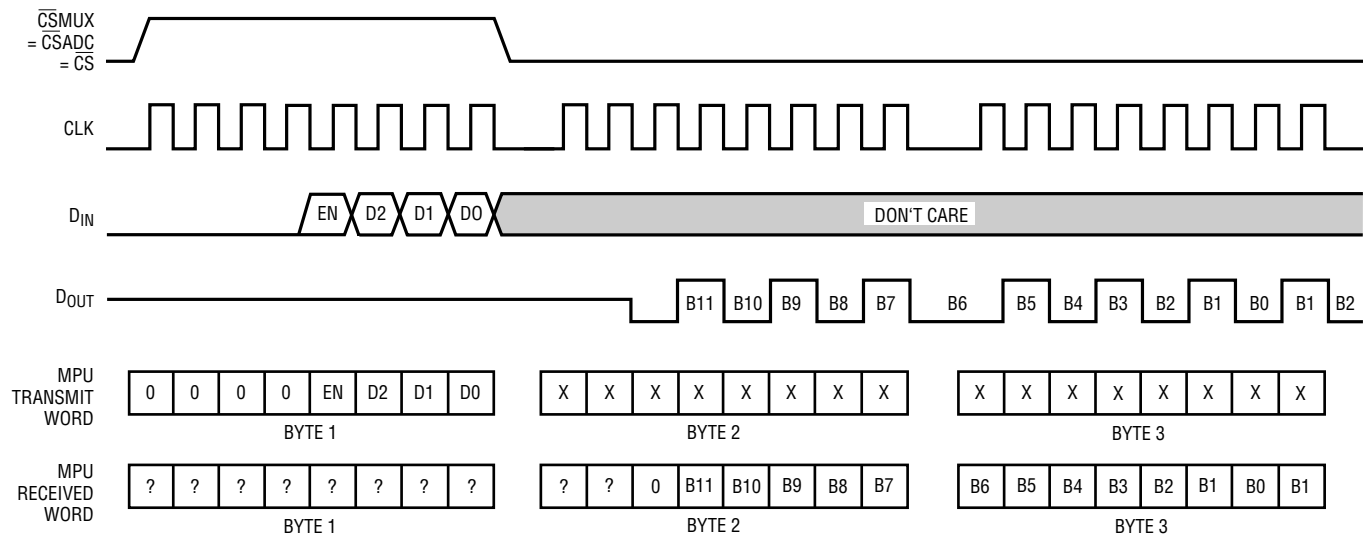 C̅S̅MUX
= C̅S̅ADC
= C̅S̅
CLK
DIN
EN D2 D1 D0
DON'T CARE
DOUT
B11 B10 B9 B8 B7 B6 B5 B4 B3 B2 B1 B0 B1 B2
MPU
TRANSMIT
WORD
0 0 0 0 EN D2 D1 D0
X X X X X X X X
X X X X X X X X
BYTE 1
BYTE 2
BYTE 3
MPU
RECEIVED
WORD
? ? ? ? ? ? ? ?
? ? 0 B11 B10 B9 B8 B7
B6 B5 B4 B3 B2 B1 B0 B1
BYTE 1
BYTE 2
BYTE 3